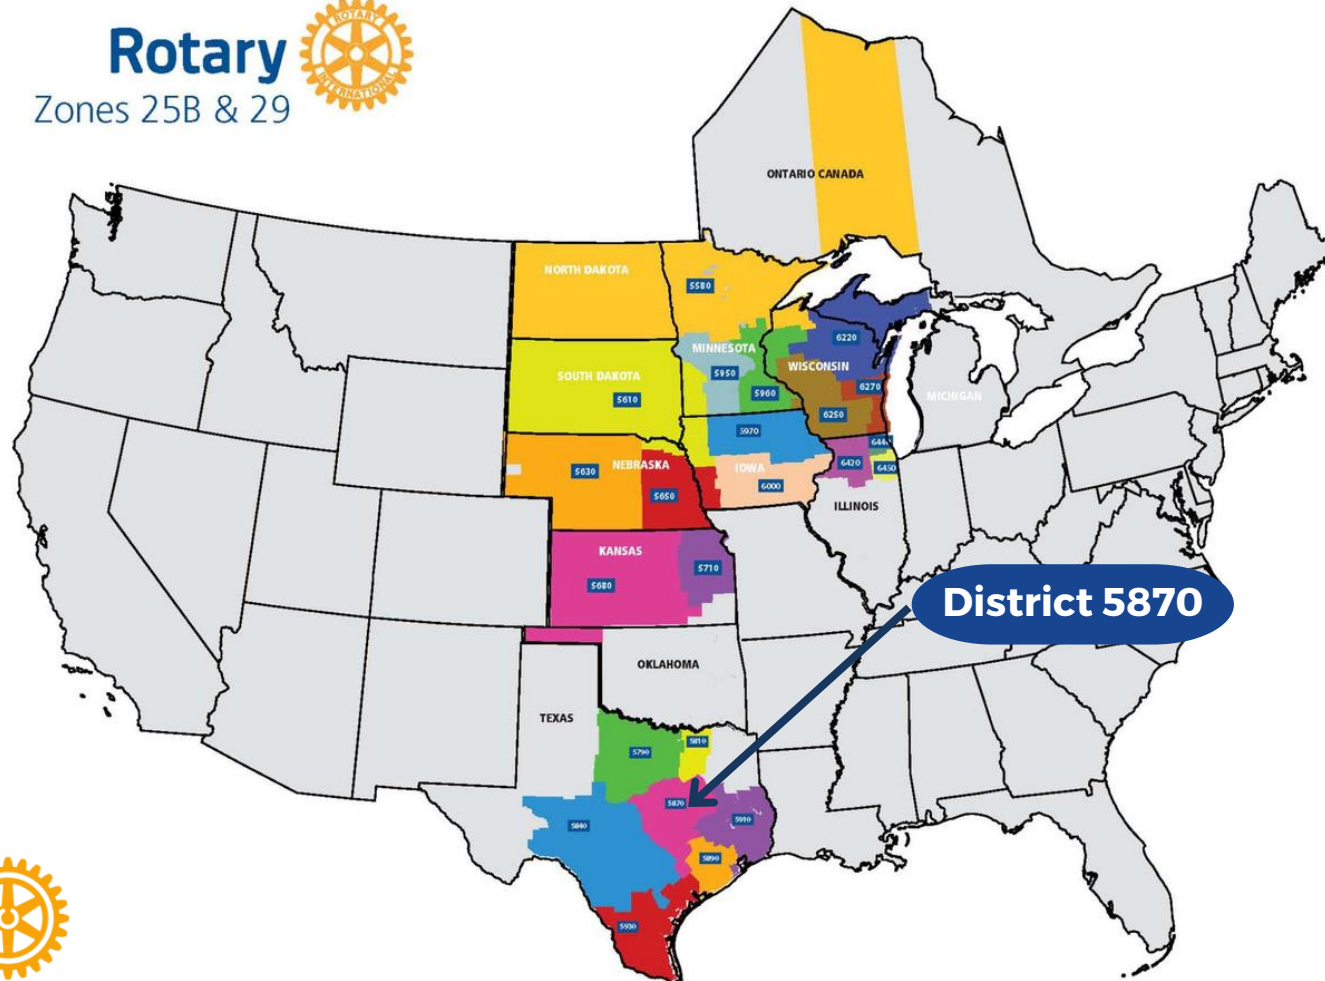 Rotary
ROTARY
INTERNATIONAL
Zones 25B & 29
ONTARIO CANADA
NORTH DAKOTA
5580
MINNESOTA
6220
WISCONSIN
SOUTH DAKOTA
5950
6270
5610
5960
MICHIGAN
6250
5970
NEBRASKA
6420
6450
5630
IOWA
5650
6000
ILLINOIS
KANSAS
5710
5680
District 5870
OKLAHOMA
TEXAS
5810
5790
5870
5840
5910
5890
5930